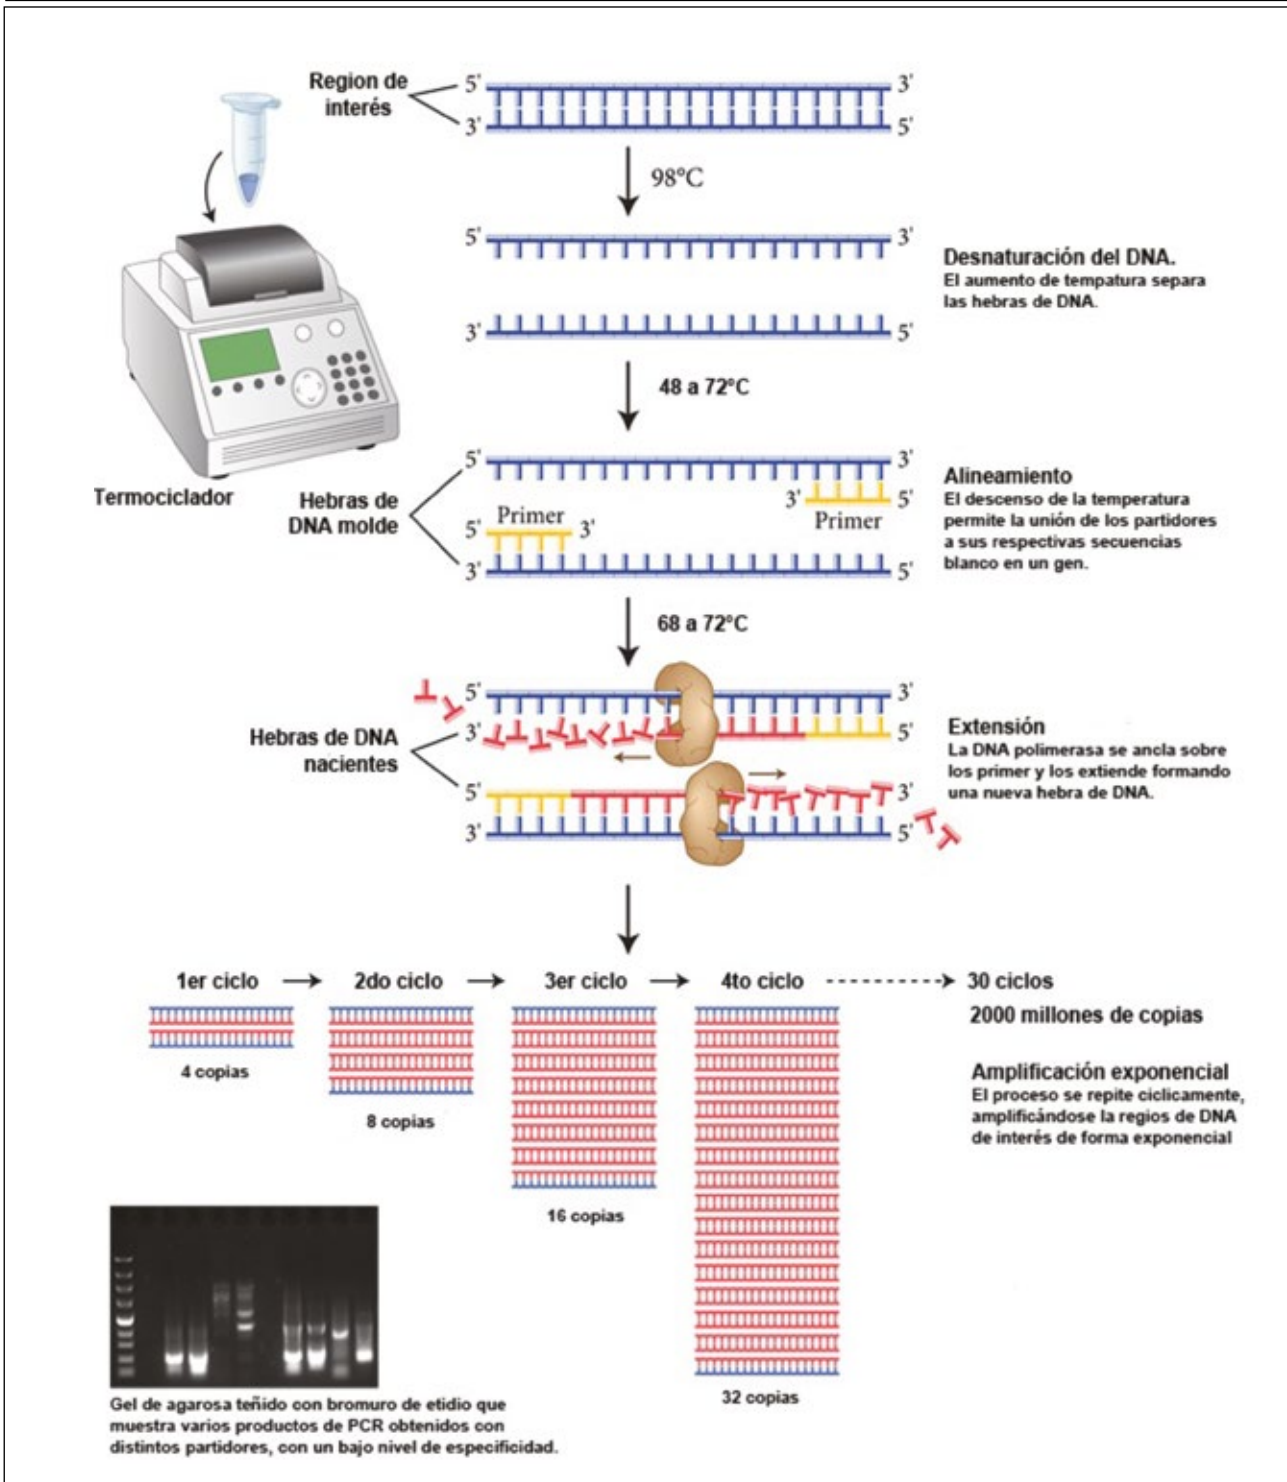 Region de
interés
5'
3'
3'
5'
98°C
5'
3'
3'
5'
Desnaturación del DNA.
El aumento de tempatura separa
las hebras de DNA.
48 a 72°C
Termociclador
Hebras de
DNA molde
5'
3'
3'
5'
Primer
5'
Primer
3'
3'
5'
Alineamiento
El descenso de la temperatura
permite la unión de los partidores
a sus respectivas secuencias
blanco en un gen.
68 a 72°C
Hebras de DNA
nacientes
5'
3'
3'
5'
5'
3'
3'
5'
Extensión
La DNA polimerasa se ancla sobre
los primer y los extiende formando
una nueva hebra de DNA.
1er ciclo
2do ciclo
3er ciclo
4to ciclo
30 ciclos
4 copias
8 copias
16 copias
32 copias
2000 millones de copias
Amplificación exponencial
El proceso se repite ciclicamente,
amplificándose la regios de DNA
de interés de forma exponencial
Gel de agarosa teñido con bromuro de etidio que
muestra varios productos de PCR obtenidos con
distintos partidores, con un bajo nivel de especificidad.